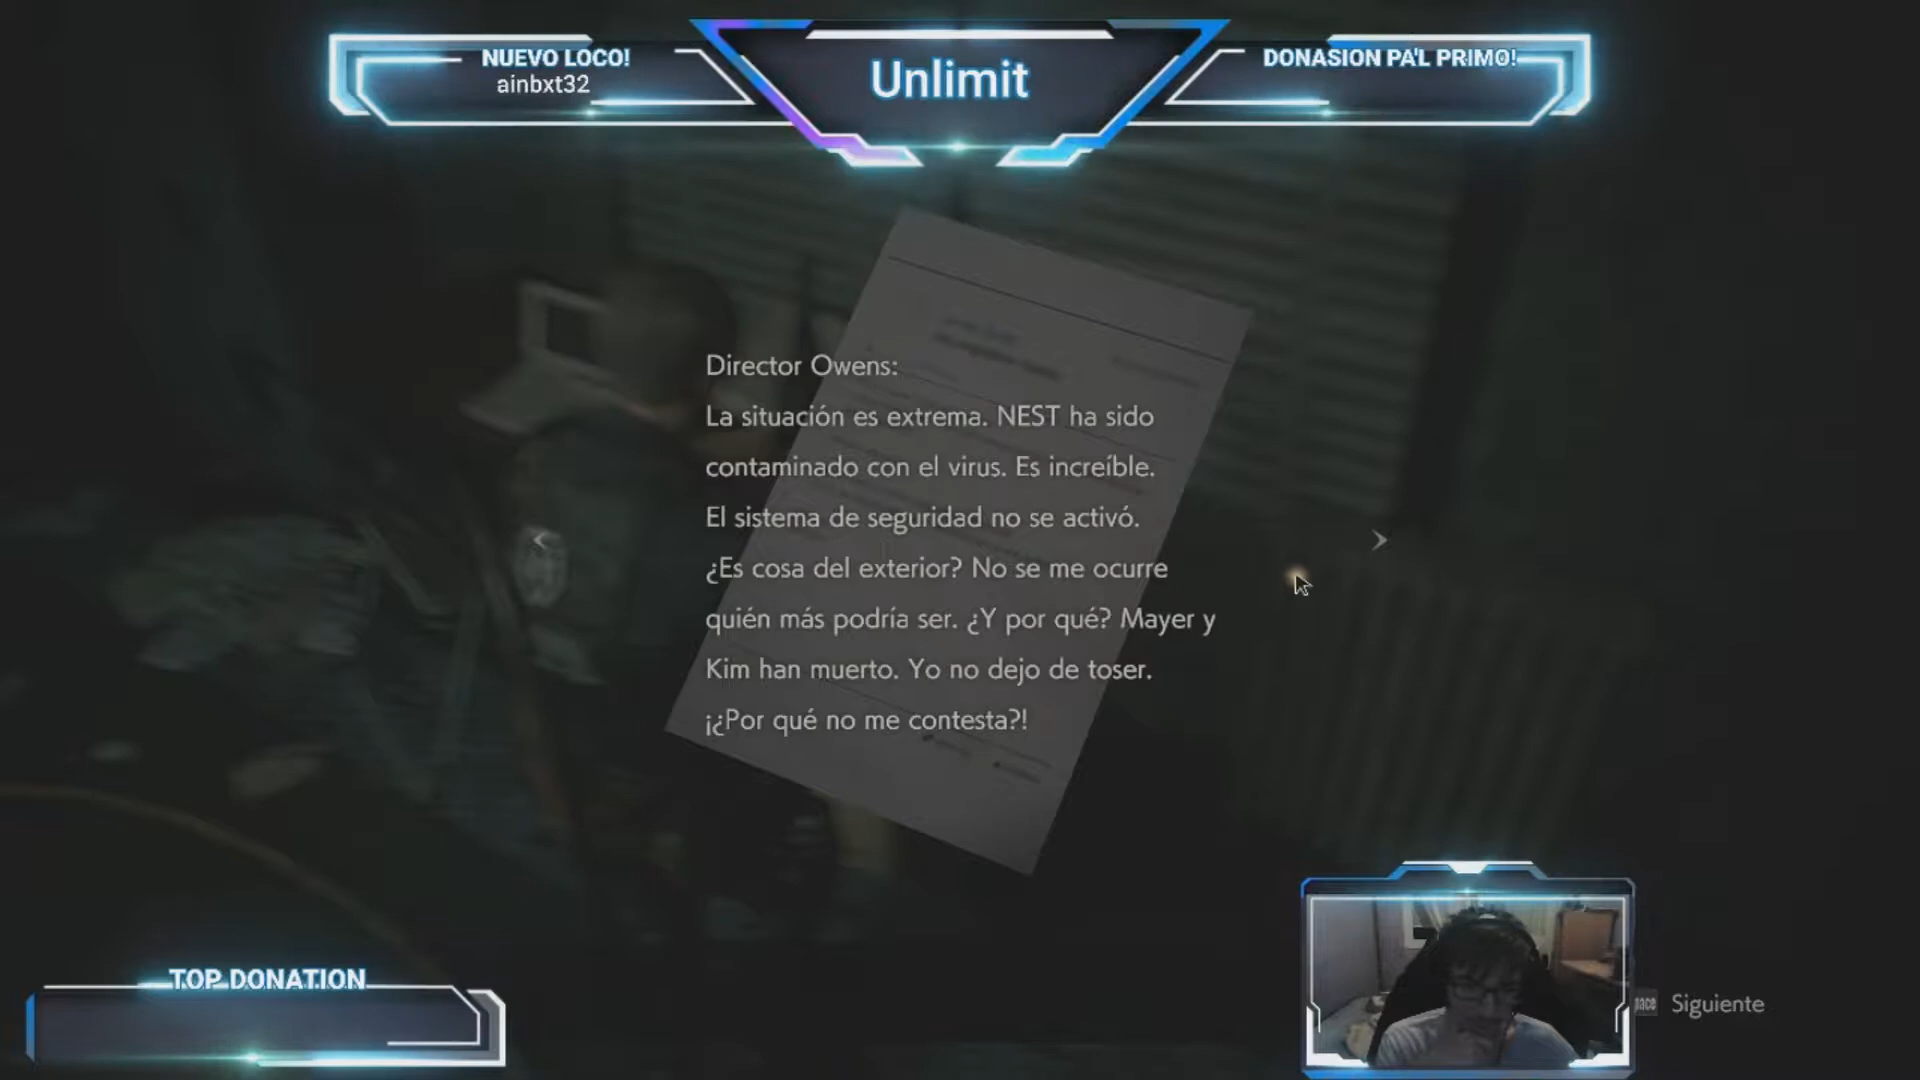 NUEVO LOCO!
ainbxt32
Unlimit
DONASION PA'L PRIMO!
Director Owens:
La situación es extrema. NEST ha sido
contaminado con el virus. Es increíble.
El sistema de seguridad no se activó.
¿Es cosa del exterior? No se me ocurre
quién más podría ser. ¿Y por qué? Mayer y
Kim han muerto. Yo no dejo de toser.
¡¿Por qué no me contesta?!
TOP DONATION
Siguiente